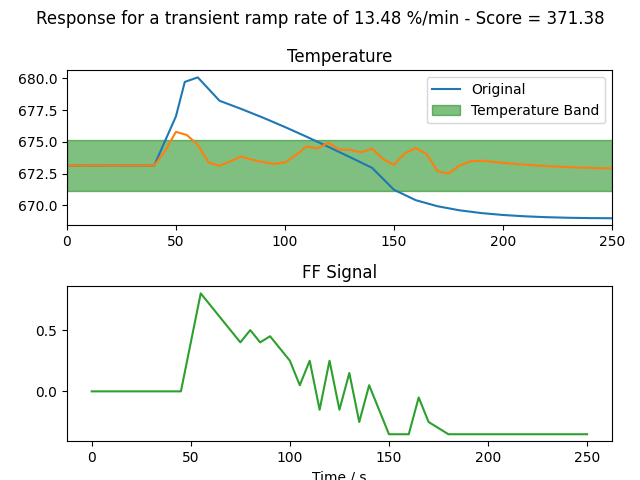 Response for a transient ramp rate of 13.48 %/min - Score = 371.38
Temperature
680.0
677.5
675.0
672.5
670.0
Original
Temperature Band
0 50 100 150 200 250
FF Signal
0.5
0.0
0 50 100 150 200 250
Time / s